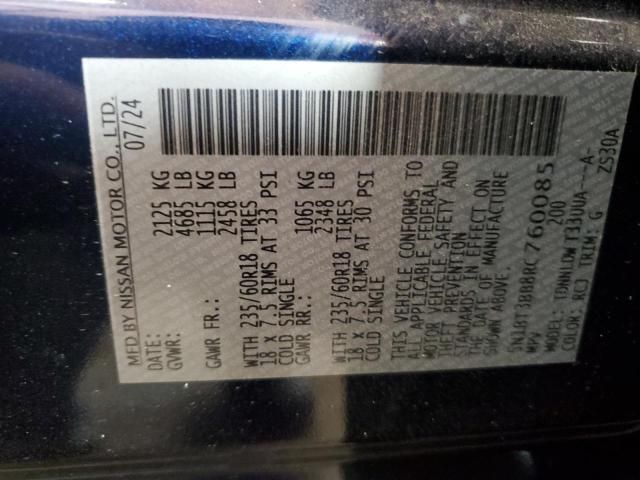 MFD BY NISSAN MOTOR CO., LTD.
DATE: 07/24
GVWR: 2125 KG
4685 LB
GAWR FR.: 1115 KG
2458 LB
WITH 235/60R18 TIRES
18 X 7.5 RIMS AT 33 PSI
COLD SINGLE
GAWR RR.: 1065 KG
2348 LB
WITH 235/60R18 TIRES
18 X 7.5 RIMS AT 30 PSI
COLD SINGLE
THIS VEHICLE CONFORMS TO
ALL APPLICABLE FEDERAL
MOTOR VEHICLE SAFETY AND
THEFT PREVENTION
STANDARDS IN EFFECT ON
THE DATE OF MANUFACTURE
SHOWN ABOVE.
5N1BT3BB8RC760085
MPV 200
MODEL: TDNNLDW T33UUA---A-
COLOR: RCJ TRIM: G ZS30A